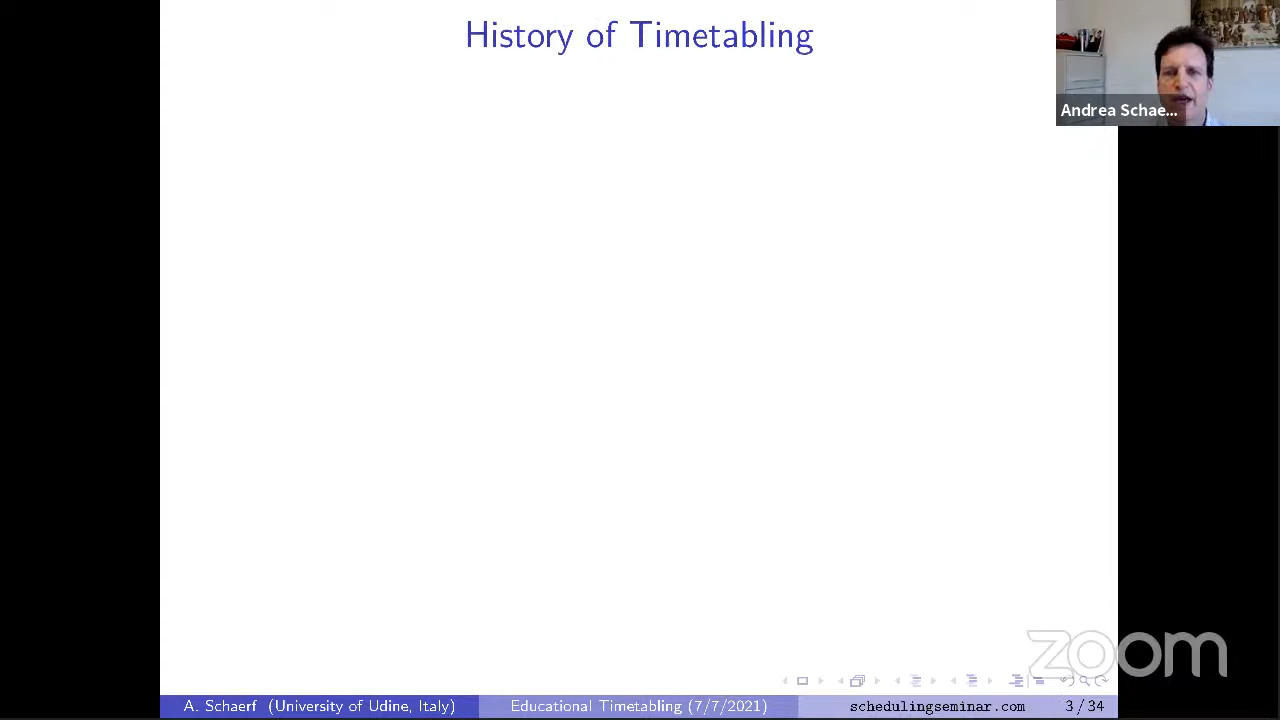 History of Timetabling
Andrea Schae...
zoom
A. Schaerf (University of Udine, Italy) Educational Timetabling (7/7/2021) schedulingseminar.com 3 / 34